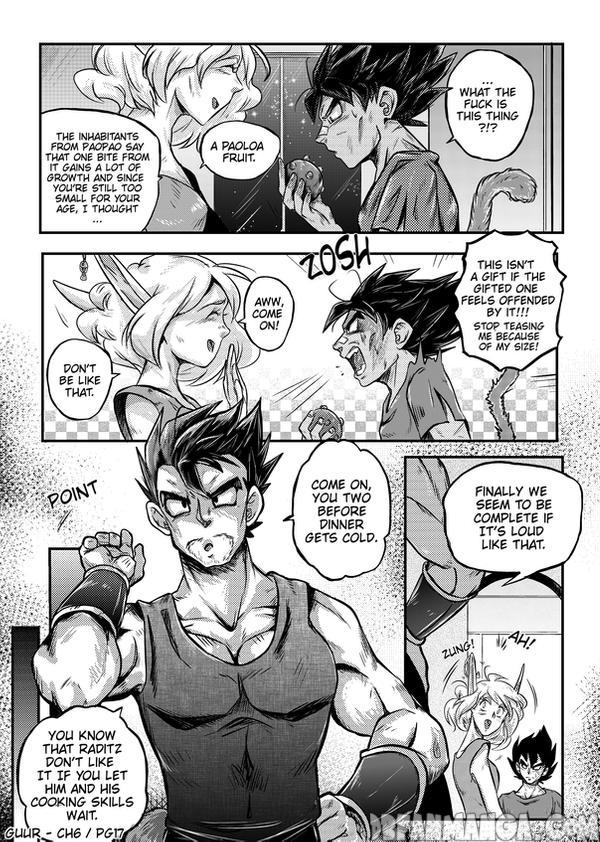 ...
WHAT THE
FUCK IS
THIS THING
?!?
A PAOLOA
FRUIT.
THE INHABITANTS
FROM PAOPAO SAY
THAT ONE BITE FROM
IT GAINS A LOT OF
GROWTH AND SINCE
YOU'RE STILL TOO
SMALL FOR YOUR
AGE, I THOUGHT
...
ZOSH
THIS ISN'T
A GIFT IF THE
GIFTED ONE
FEELS OFFENDED
BY IT!!!
STOP TEASING
ME BECAUSE
OF MY SIZE!
AWW,
COME
ON!
DON'T
BE LIKE
THAT.
POINT
COME ON,
YOU TWO
BEFORE
DINNER
GETS COLD.
FINALLY WE
SEEM TO BE
COMPLETE IF
IT'S LOUD
LIKE THAT.
ZUNG!
AH!
YOU KNOW
THAT RADITZ
DON'T LIKE
IT IF YOU LET
HIM AND HIS
COOKING SKILLS
WAIT.
GUUR - CH6 / PG17
DBFANMANGA.COM